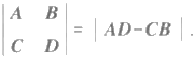 | A B |
| C D | = | AD-CB | .